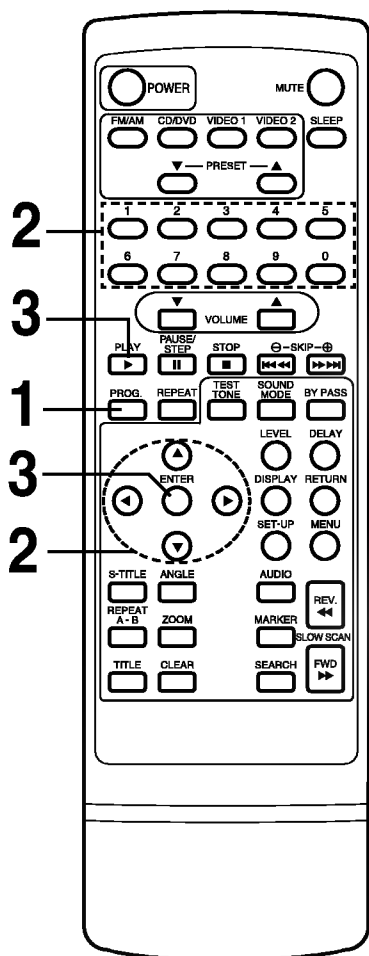 POWER MUTE
FM/AM CD/DVD VIDEO 1 VIDEO 2 SLEEP
▼ PRESET ▲
2
1 2 3 4 5
6 7 8 9 0
▼ VOLUME ▲
3
PLAY PAUSE/STEP STOP ⊖-SKIP-⊕
1
PROG. REPEAT TEST TONE SOUND MODE BY PASS
LEVEL DELAY
3
ENTER DISPLAY RETURN
2
SET-UP MENU
S-TITLE ANGLE AUDIO REV.
REPEAT A-B ZOOM MARKER SLOW SCAN
TITLE CLEAR SEARCH FWD